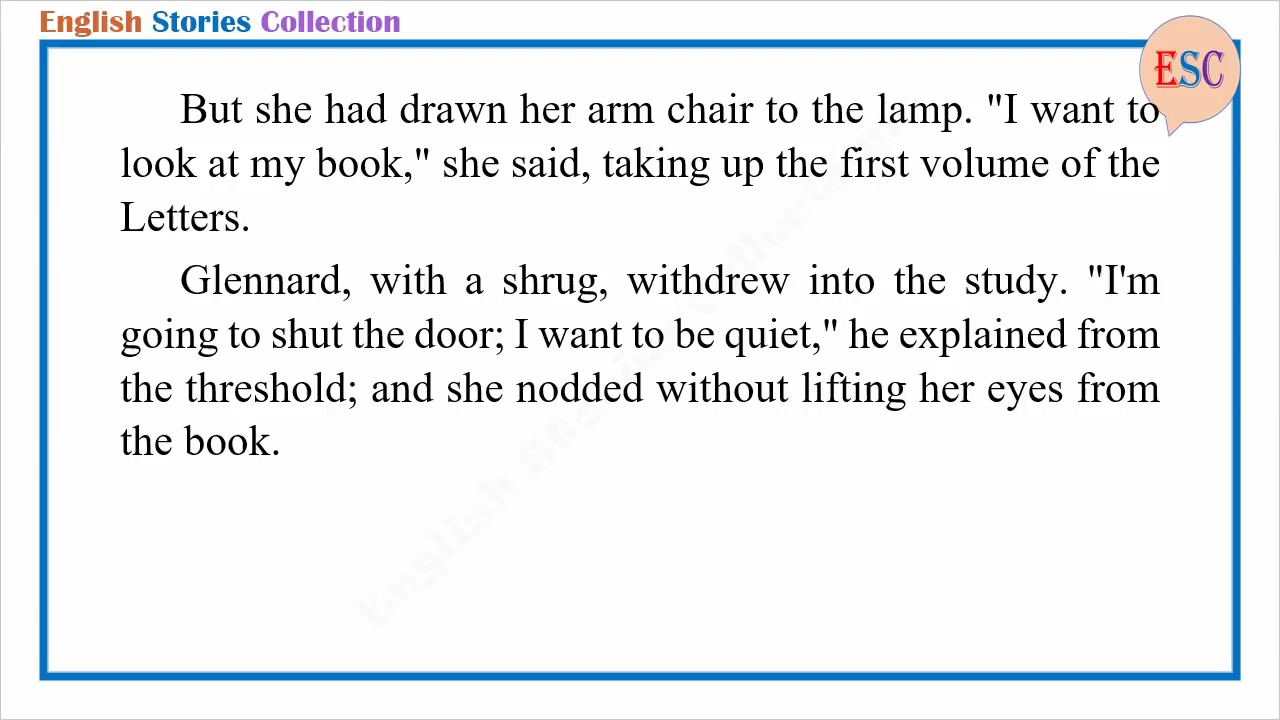 English Stories Collection
ESC
But she had drawn her arm chair to the lamp. "I want to
look at my book," she said, taking up the first volume of the
Letters.
Glennard, with a shrug, withdrew into the study. "I'm
going to shut the door; I want to be quiet," he explained from
the threshold; and she nodded without lifting her eyes from
the book.